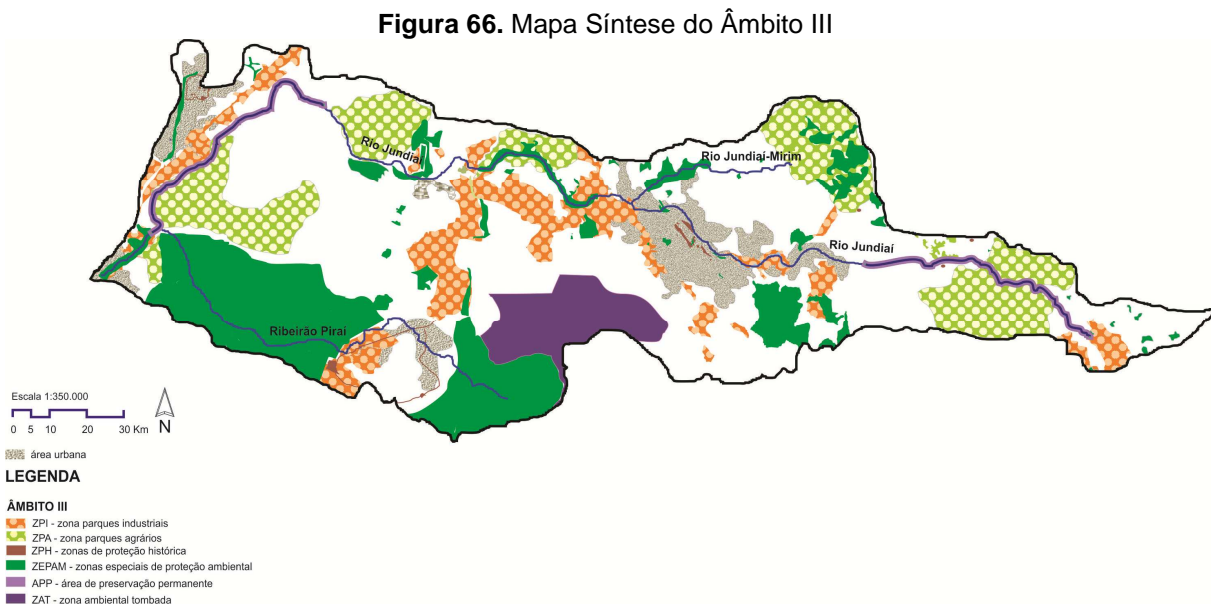 Figura 66. Mapa Síntese do Âmbito III
Rio Jundiaí
Rio Jundiaí-Mirim
Rio Jundiaí
Ribeirão Piraí
Escala 1:350.000
0 5 10 20 30 Km
N
área urbana
LEGENDA
ÂMBITO III
ZPI - zona parques industriais
ZPA - zona parques agrários
ZPH - zonas de proteção histórica
ZEPAM - zonas especiais de proteção ambiental
APP - área de preservação permanente
ZAT - zona ambiental tombada